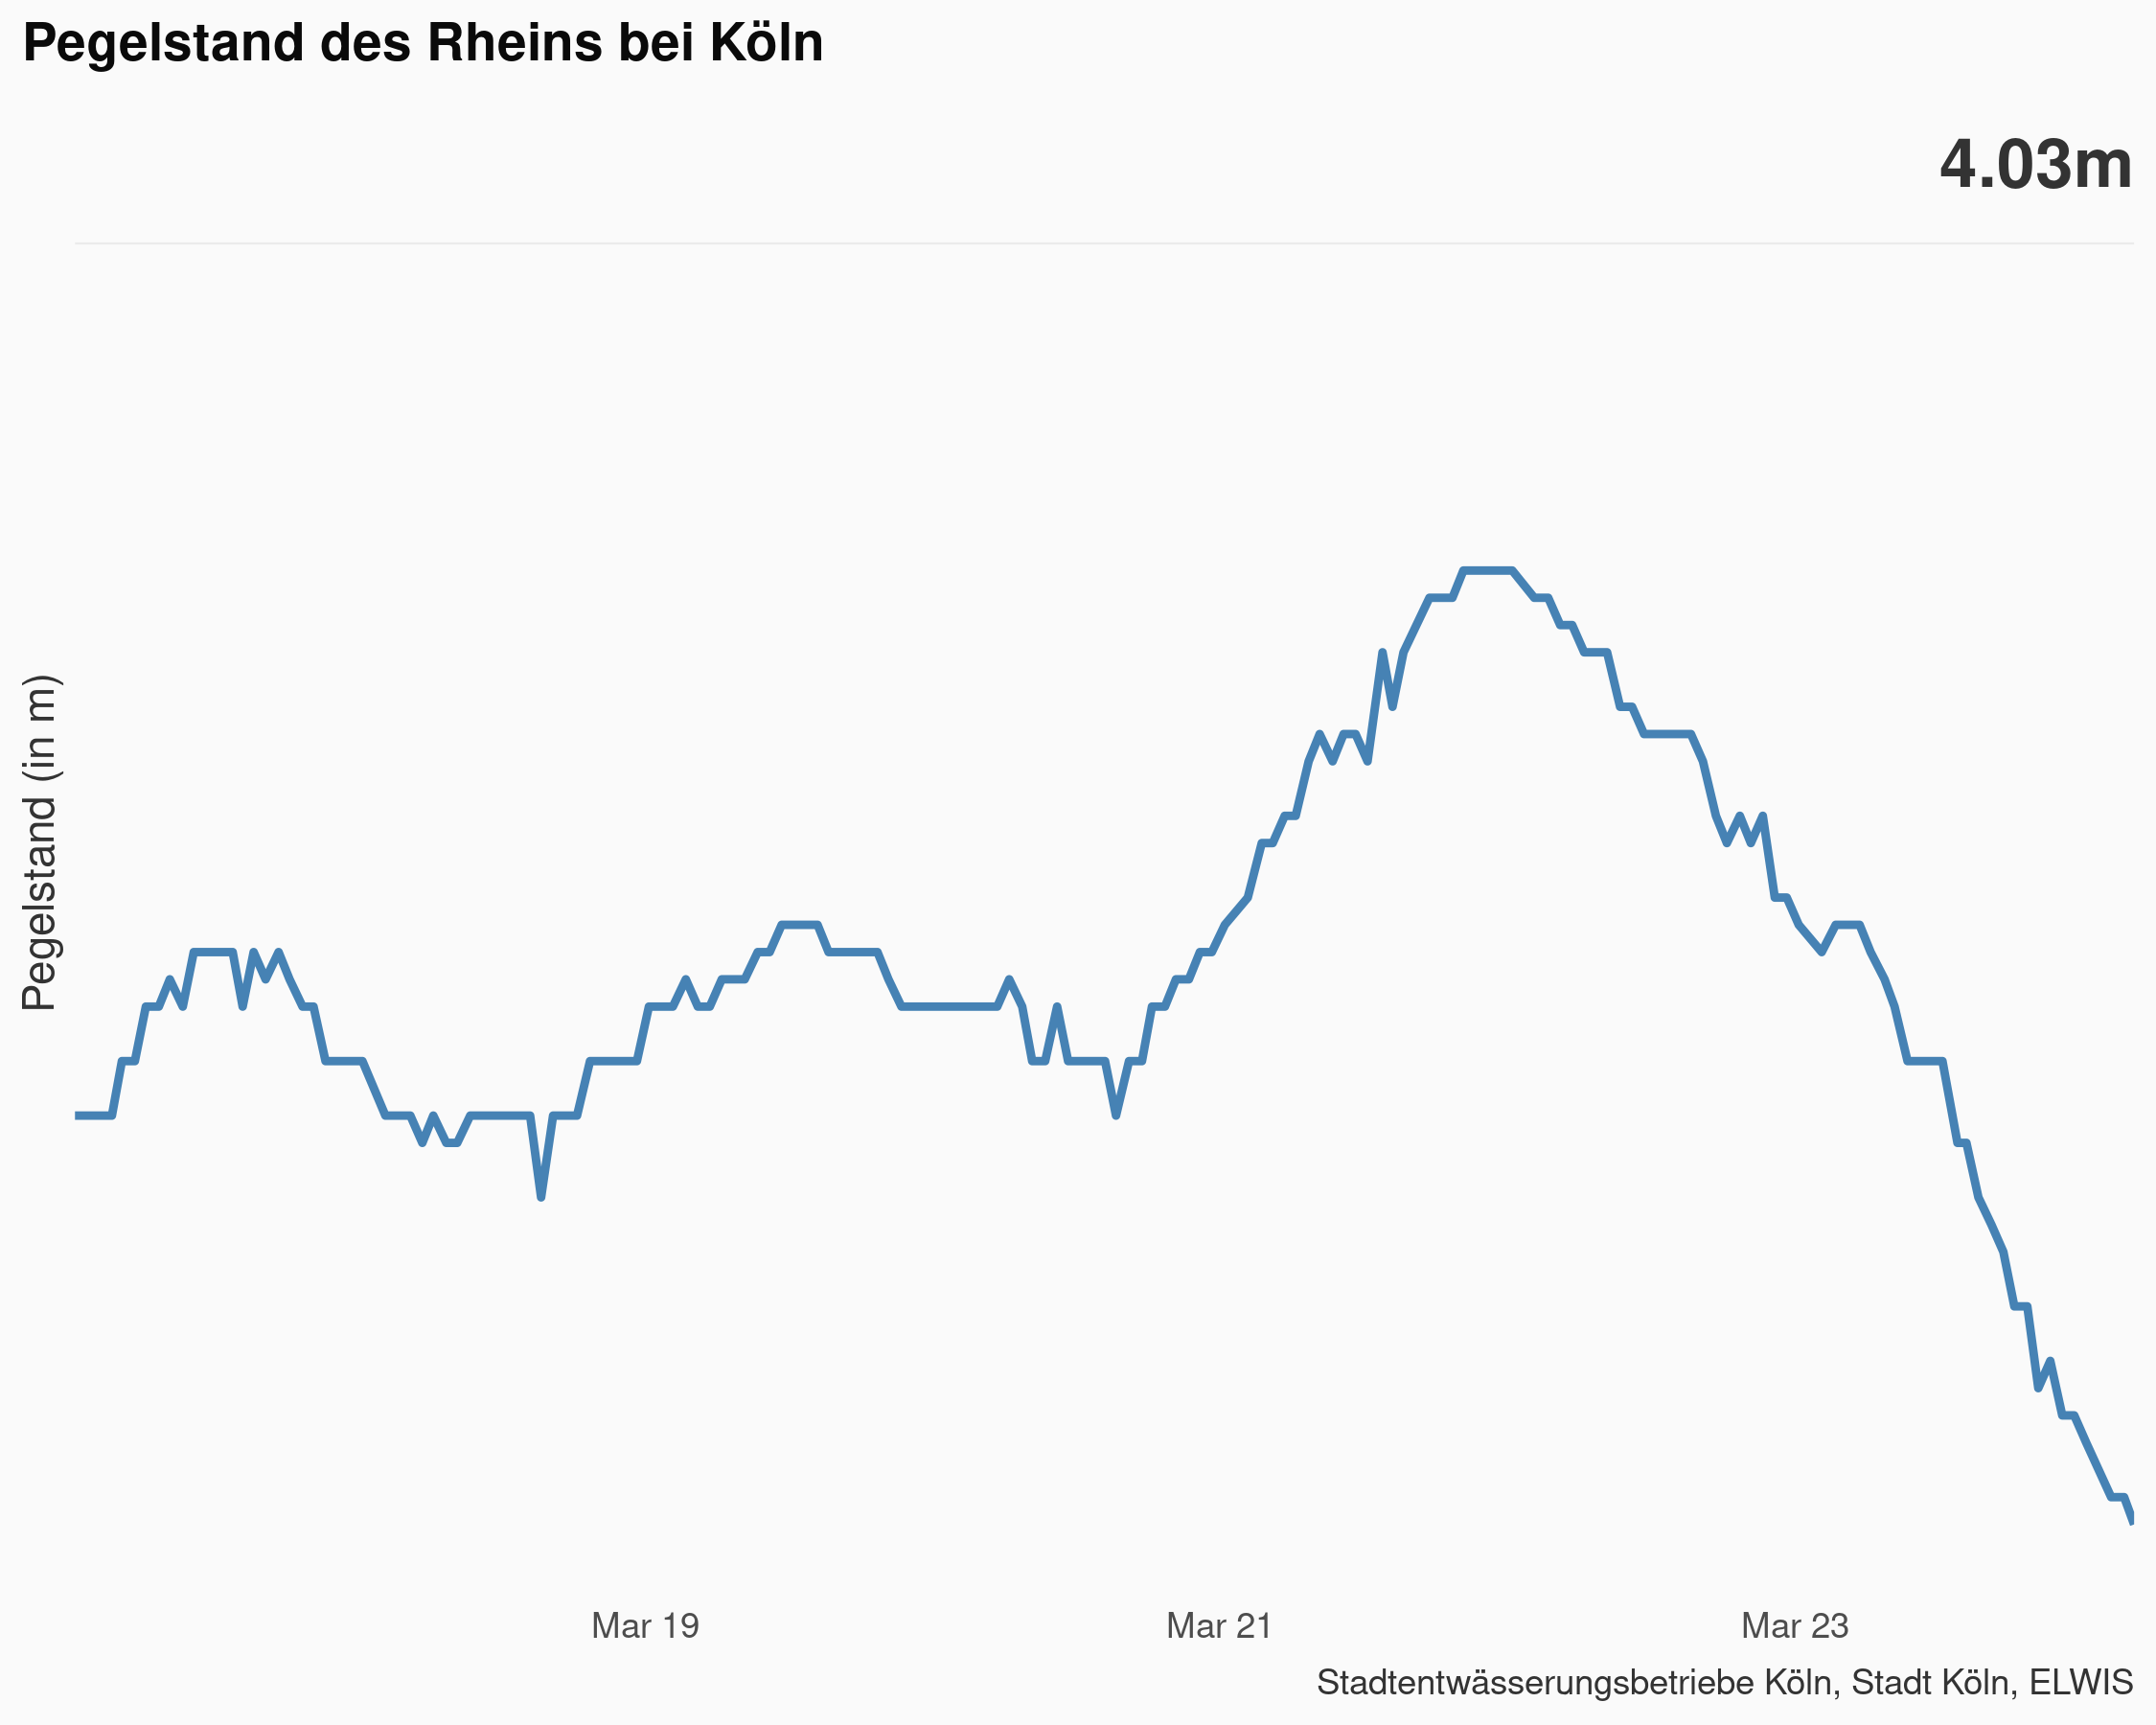 Pegelstand des Rheins bei Köln
4.03m
Pegelstand (in m)
Mar 19
Mar 21
Mar 23
Stadtentwässerungsbetriebe Köln, Stadt Köln, ELWIS